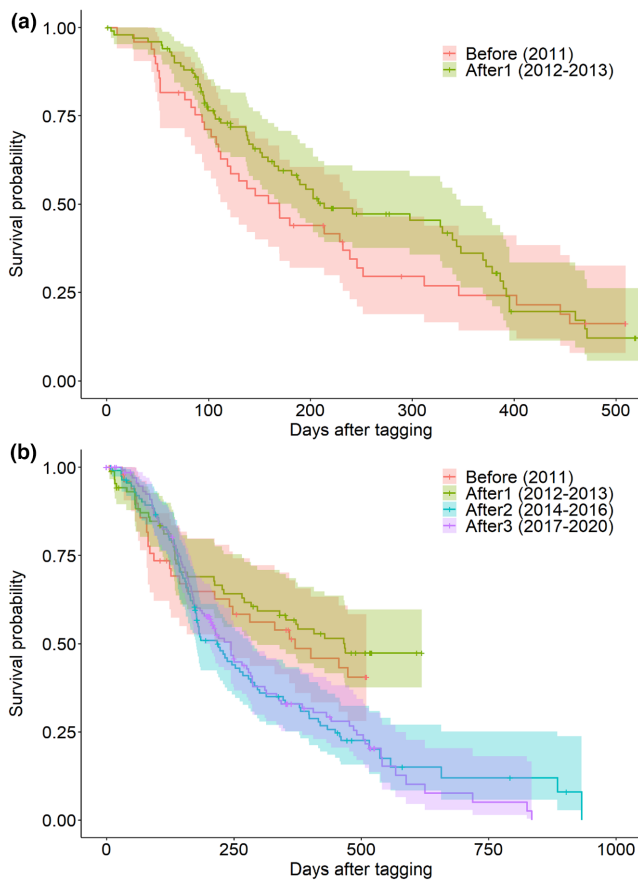 (a)
Survival probability
1.00
0.75
0.50
0.25
0.00
Before (2011)
After1 (2012-2013)
0
100
200
300
400
500
Days after tagging
(b)
Survival probability
1.00
0.75
0.50
0.25
0.00
Before (2011)
After1 (2012-2013)
After2 (2014-2016)
After3 (2017-2020)
0
250
500
750
1000
Days after tagging